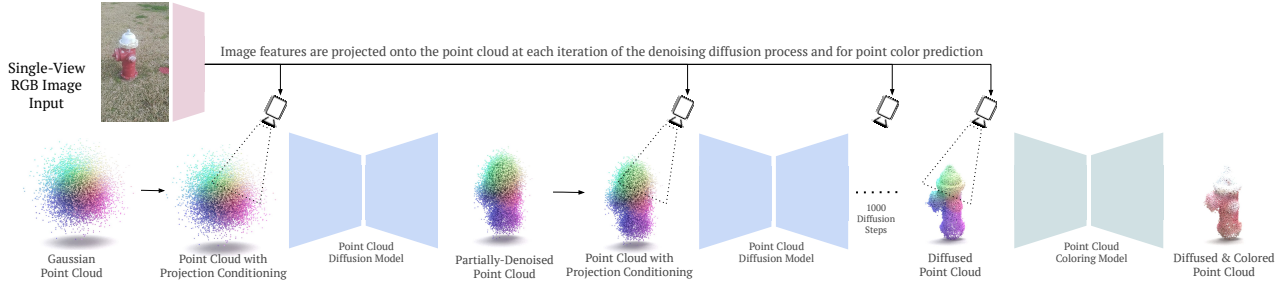 Image features are projected onto the point cloud at each iteration of the denoising diffusion process and for point color prediction
Single-View
RGB Image
Input
Gaussian
Point Cloud
Point Cloud with
Projection Conditioning
Point Cloud
Diffusion Model
Partially-Denoised
Point Cloud
Point Cloud with
Projection Conditioning
Point Cloud
Diffusion Model
1000
Diffusion
Steps
Diffused
Point Cloud
Point Cloud
Coloring Model
Diffused & Colored
Point Cloud